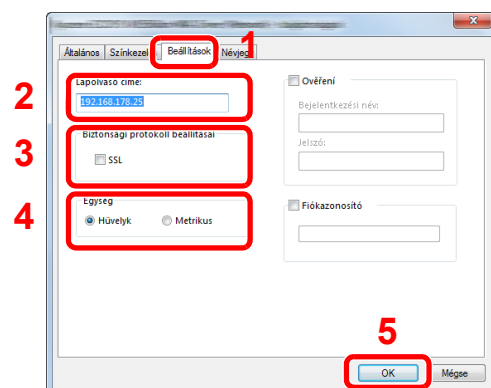 1
Általános Színkezel Beállítások Névjegy
2
Lapolvasó címe:
192.168.178.25
3
Biztonsági protokoll beállításai
SSL
4
Egység
Hüvelyk Metrikus
Ověření
Bejelentkezési név:
Jelszó:
Fiókazonosító
5
OK Mégse